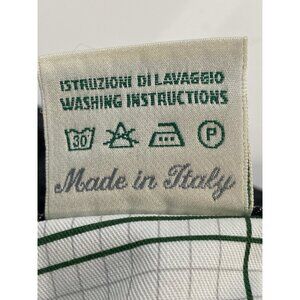 ISTRUZIONI DI LAVAGGIO
WASHING INSTRUCTIONS
30 P
Made in Italy